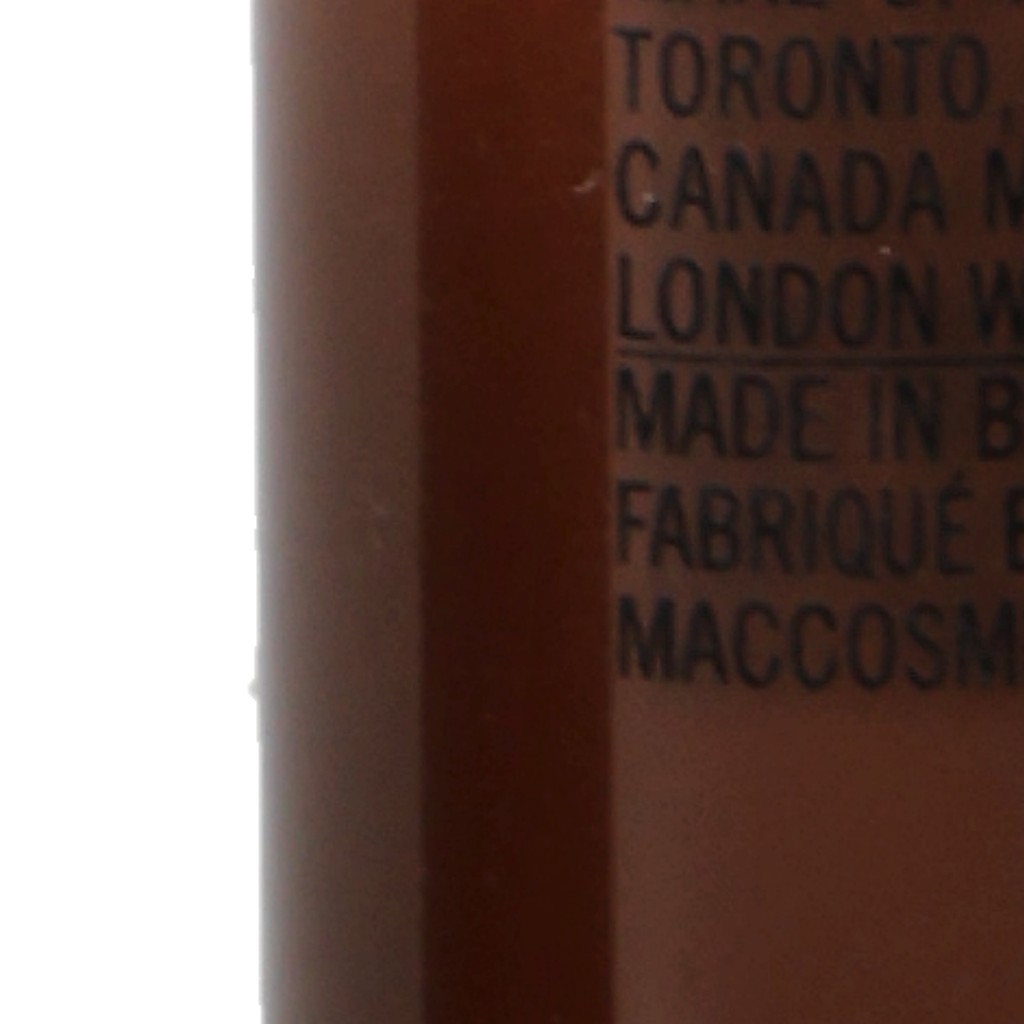 TORONTO,
CANADA M
LONDON W
MADE IN B
FABRIQUÉ E
MACCOSM